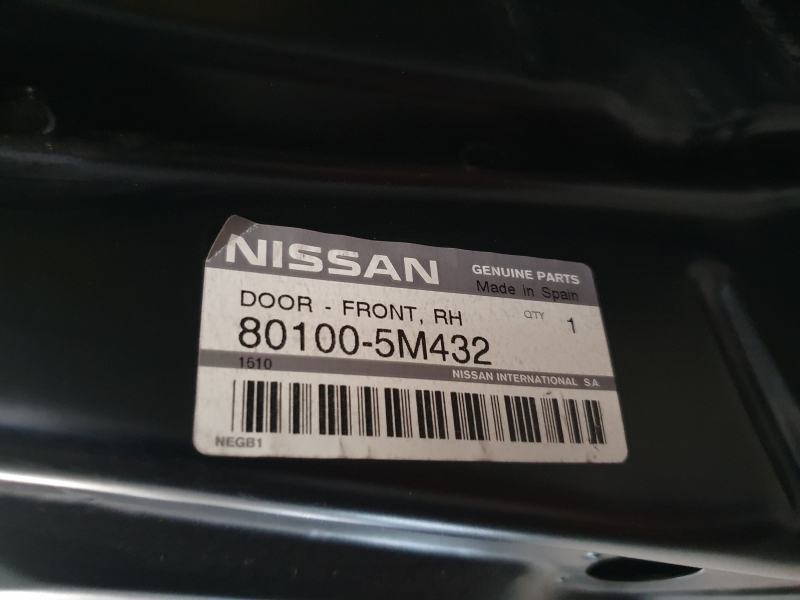 NISSAN GENUINE PARTS
Made in Spain
DOOR - FRONT, RH QTY 1
80100-5M432
1510 NISSAN INTERNATIONAL SA
NEGB1